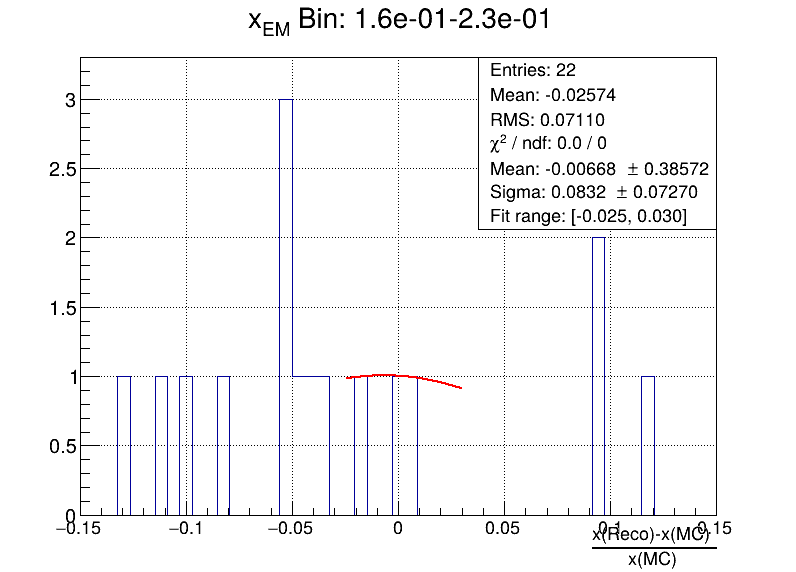 x_EM Bin: 1.6e-01-2.3e-01
Entries: 22
Mean: -0.02574
RMS: 0.07110
χ² / ndf: 0.0 / 0
Mean: -0.00668 ± 0.38572
Sigma: 0.0832 ± 0.07270
Fit range: [-0.025, 0.030]
3
2.5
2
1.5
1
0.5
0
−0.15 −0.1 −0.05 0 0.05 0.1 0.15
x(Reco)-x(MC)
x(MC)